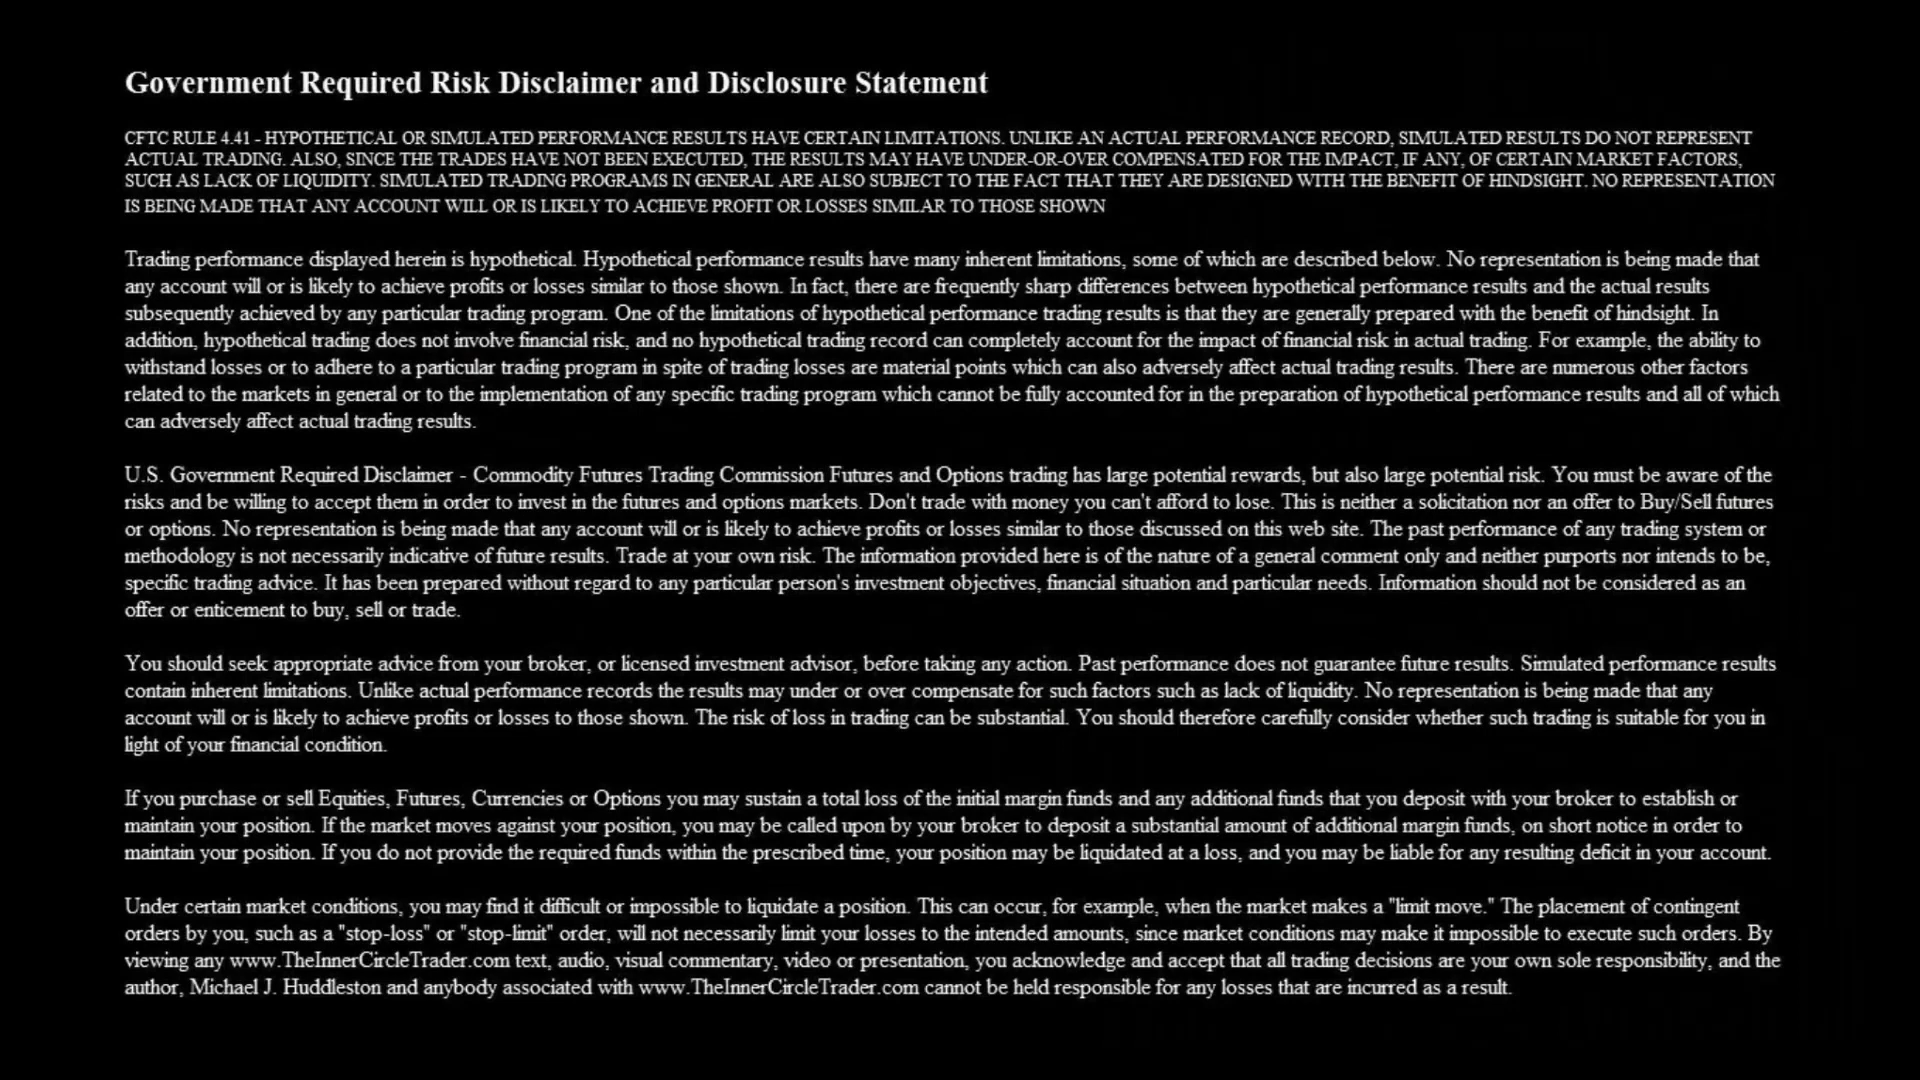 Government Required Risk Disclaimer and Disclosure Statement
CFTC RULE 4.41 - HYPOTHETICAL OR SIMULATED PERFORMANCE RESULTS HAVE CERTAIN LIMITATIONS. UNLIKE AN ACTUAL PERFORMANCE RECORD, SIMULATED RESULTS DO NOT REPRESENT
ACTUAL TRADING. ALSO, SINCE THE TRADES HAVE NOT BEEN EXECUTED, THE RESULTS MAY HAVE UNDER-OR-OVER COMPENSATED FOR THE IMPACT, IF ANY, OF CERTAIN MARKET FACTORS,
SUCH AS LACK OF LIQUIDITY. SIMULATED TRADING PROGRAMS IN GENERAL ARE ALSO SUBJECT TO THE FACT THAT THEY ARE DESIGNED WITH THE BENEFIT OF HINDSIGHT. NO REPRESENTATION
IS BEING MADE THAT ANY ACCOUNT WILL OR IS LIKELY TO ACHIEVE PROFIT OR LOSSES SIMILAR TO THOSE SHOWN
Trading performance displayed herein is hypothetical. Hypothetical performance results have many inherent limitations, some of which are described below. No representation is being made that
any account will or is likely to achieve profits or losses similar to those shown. In fact, there are frequently sharp differences between hypothetical performance results and the actual results
subsequently achieved by any particular trading program. One of the limitations of hypothetical performance trading results is that they are generally prepared with the benefit of hindsight. In
addition, hypothetical trading does not involve financial risk, and no hypothetical trading record can completely account for the impact of financial risk in actual trading. For example, the ability to
withstand losses or to adhere to a particular trading program in spite of trading losses are material points which can also adversely affect actual trading results. There are numerous other factors
related to the markets in general or to the implementation of any specific trading program which cannot be fully accounted for in the preparation of hypothetical performance results and all of which
can adversely affect actual trading results.
U.S. Government Required Disclaimer - Commodity Futures Trading Commission Futures and Options trading has large potential rewards, but also large potential risk. You must be aware of the
risks and be willing to accept them in order to invest in the futures and options markets. Don't trade with money you can't afford to lose. This is neither a solicitation nor an offer to Buy/Sell futures
or options. No representation is being made that any account will or is likely to achieve profits or losses similar to those discussed on this web site. The past performance of any trading system or
methodology is not necessarily indicative of future results. Trade at your own risk. The information provided here is of the nature of a general comment only and neither purports nor intends to be,
specific trading advice. It has been prepared without regard to any particular person's investment objectives, financial situation and particular needs. Information should not be considered as an
offer or enticement to buy, sell or trade.
You should seek appropriate advice from your broker, or licensed investment advisor, before taking any action. Past performance does not guarantee future results. Simulated performance results
contain inherent limitations. Unlike actual performance records the results may under or over compensate for such factors such as lack of liquidity. No representation is being made that any
account will or is likely to achieve profits or losses to those shown. The risk of loss in trading can be substantial. You should therefore carefully consider whether such trading is suitable for you in
light of your financial condition.
If you purchase or sell Equities, Futures, Currencies or Options you may sustain a total loss of the initial margin funds and any additional funds that you deposit with your broker to establish or
maintain your position. If the market moves against your position, you may be called upon by your broker to deposit a substantial amount of additional margin funds, on short notice in order to
maintain your position. If you do not provide the required funds within the prescribed time, your position may be liquidated at a loss, and you may be liable for any resulting deficit in your account.
Under certain market conditions, you may find it difficult or impossible to liquidate a position. This can occur, for example, when the market makes a "limit move." The placement of contingent
orders by you, such as a "stop-loss" or "stop-limit" order, will not necessarily limit your losses to the intended amounts, since market conditions may make it impossible to execute such orders. By
viewing any www.TheInnerCircleTrader.com text, audio, visual commentary, video or presentation, you acknowledge and accept that all trading decisions are your own sole responsibility, and the
author, Michael J. Huddleston and anybody associated with www.TheInnerCircleTrader.com cannot be held responsible for any losses that are incurred as a result.